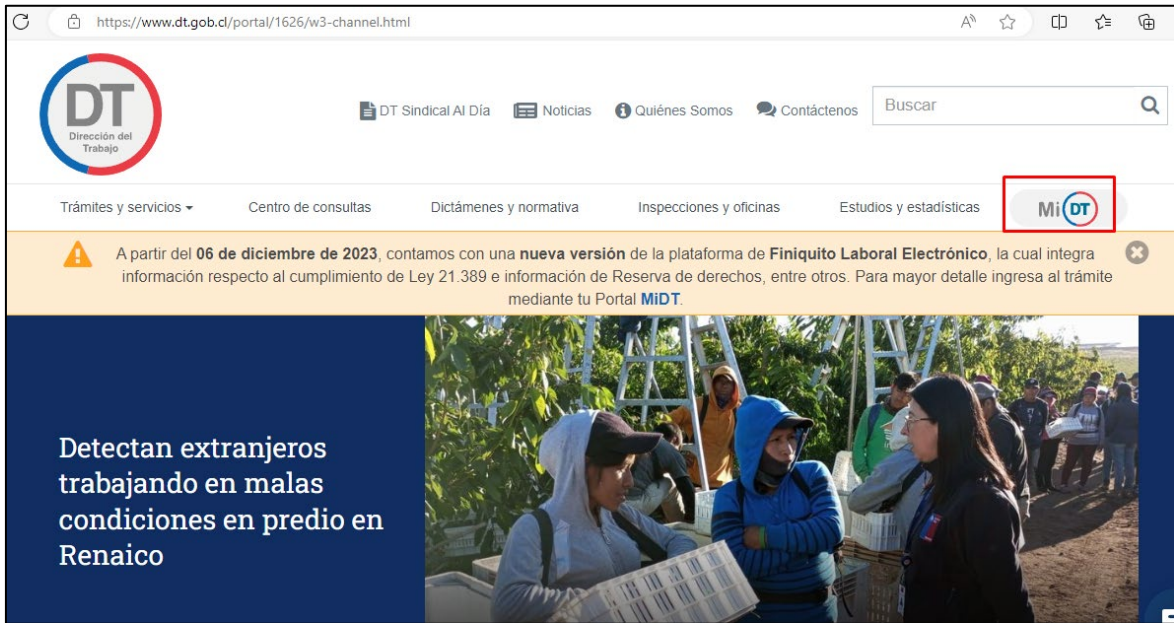 https://www.dt.gob.cl/portal/1626/w3-channel.html
DT
Dirección del
Trabajo
DT Sindical Al Día
Noticias
Quiénes Somos
Contáctenos
Buscar
Trámites y servicios
Centro de consultas
Dictámenes y normativa
Inspecciones y oficinas
Estudios y estadísticas
Mi DT
A partir del 06 de diciembre de 2023, contamos con una nueva versión de la plataforma de Finiquito Laboral Electrónico, la cual integra
información respecto al cumplimiento de Ley 21.389 e información de Reserva de derechos, entre otros. Para mayor detalle ingresa al trámite
mediante tu Portal MiDT.
Detectan extranjeros
trabajando en malas
condiciones en predio en
Renaico